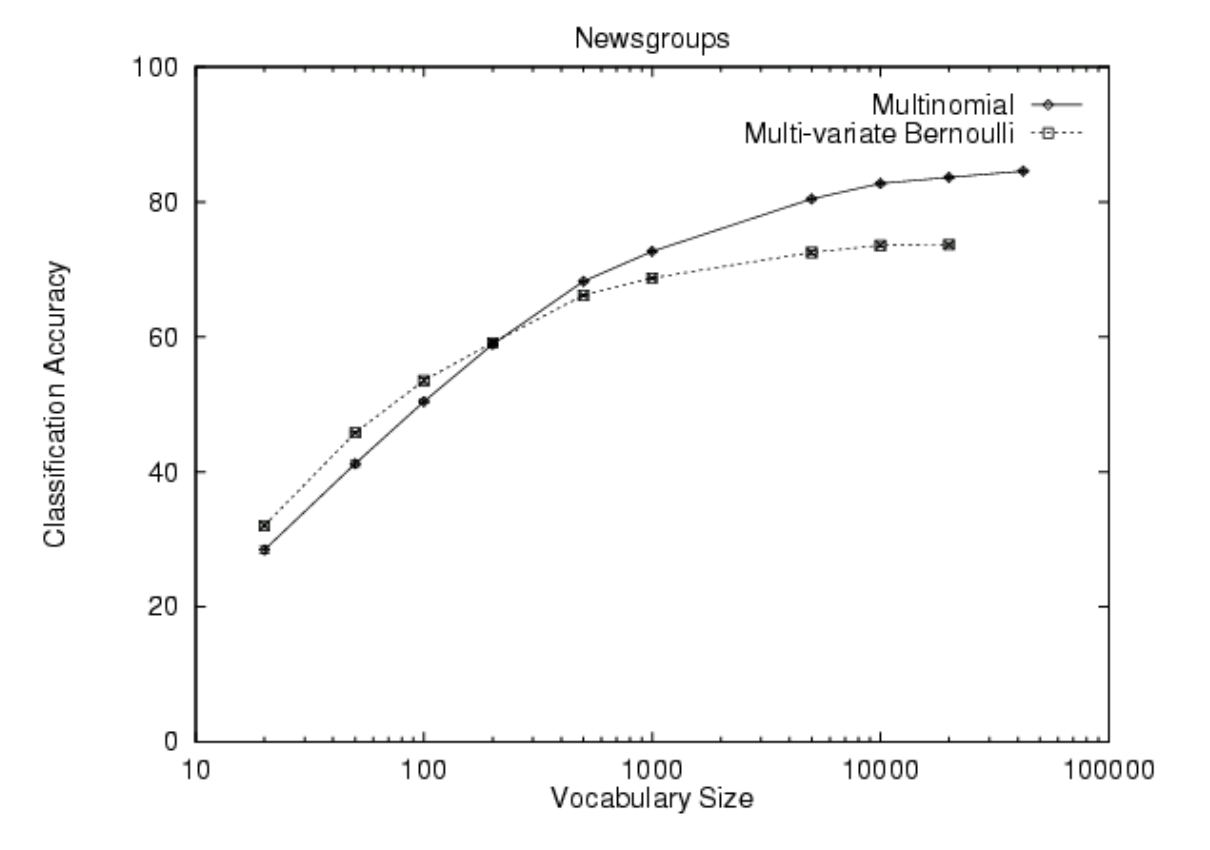 Newsgroups
100
Multinomial
Multi-variate Bernoulli
80
60
Classification Accuracy
40
20
0
10 100 1000 10000 100000
Vocabulary Size